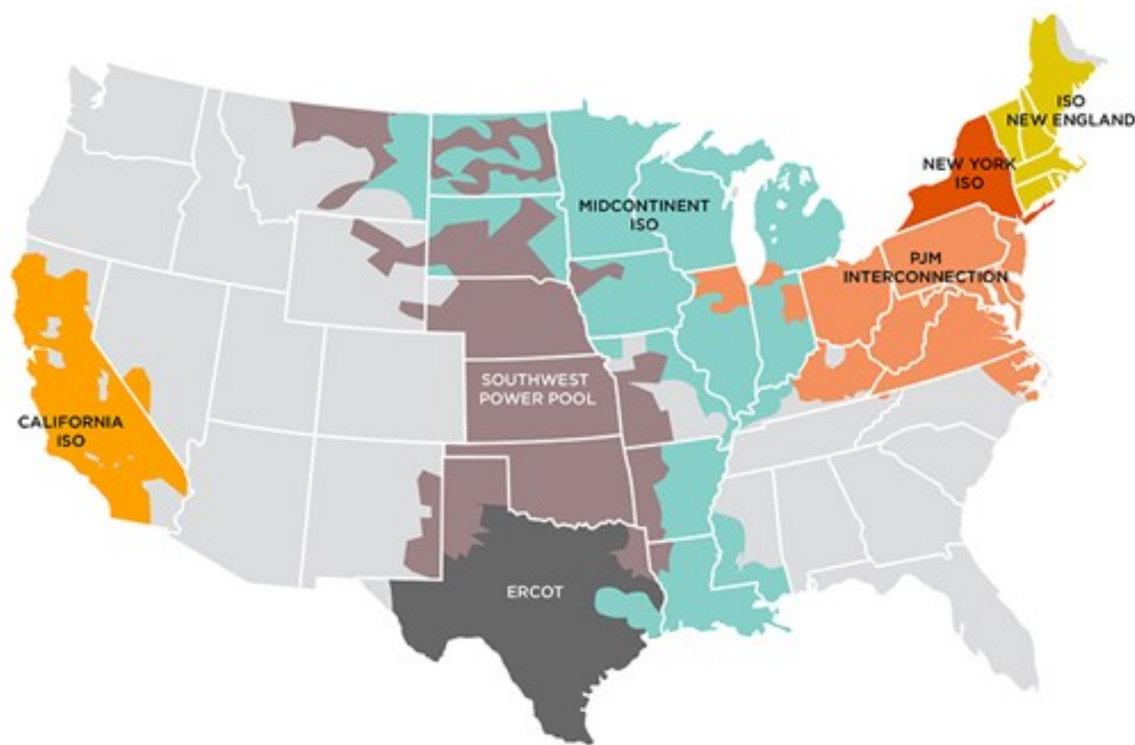 ISO
NEW ENGLAND
NEW YORK
ISO
MIDCONTINENT
ISO
PJM
INTERCONNECTION
SOUTHWEST
POWER POOL
CALIFORNIA
ISO
ERCOT